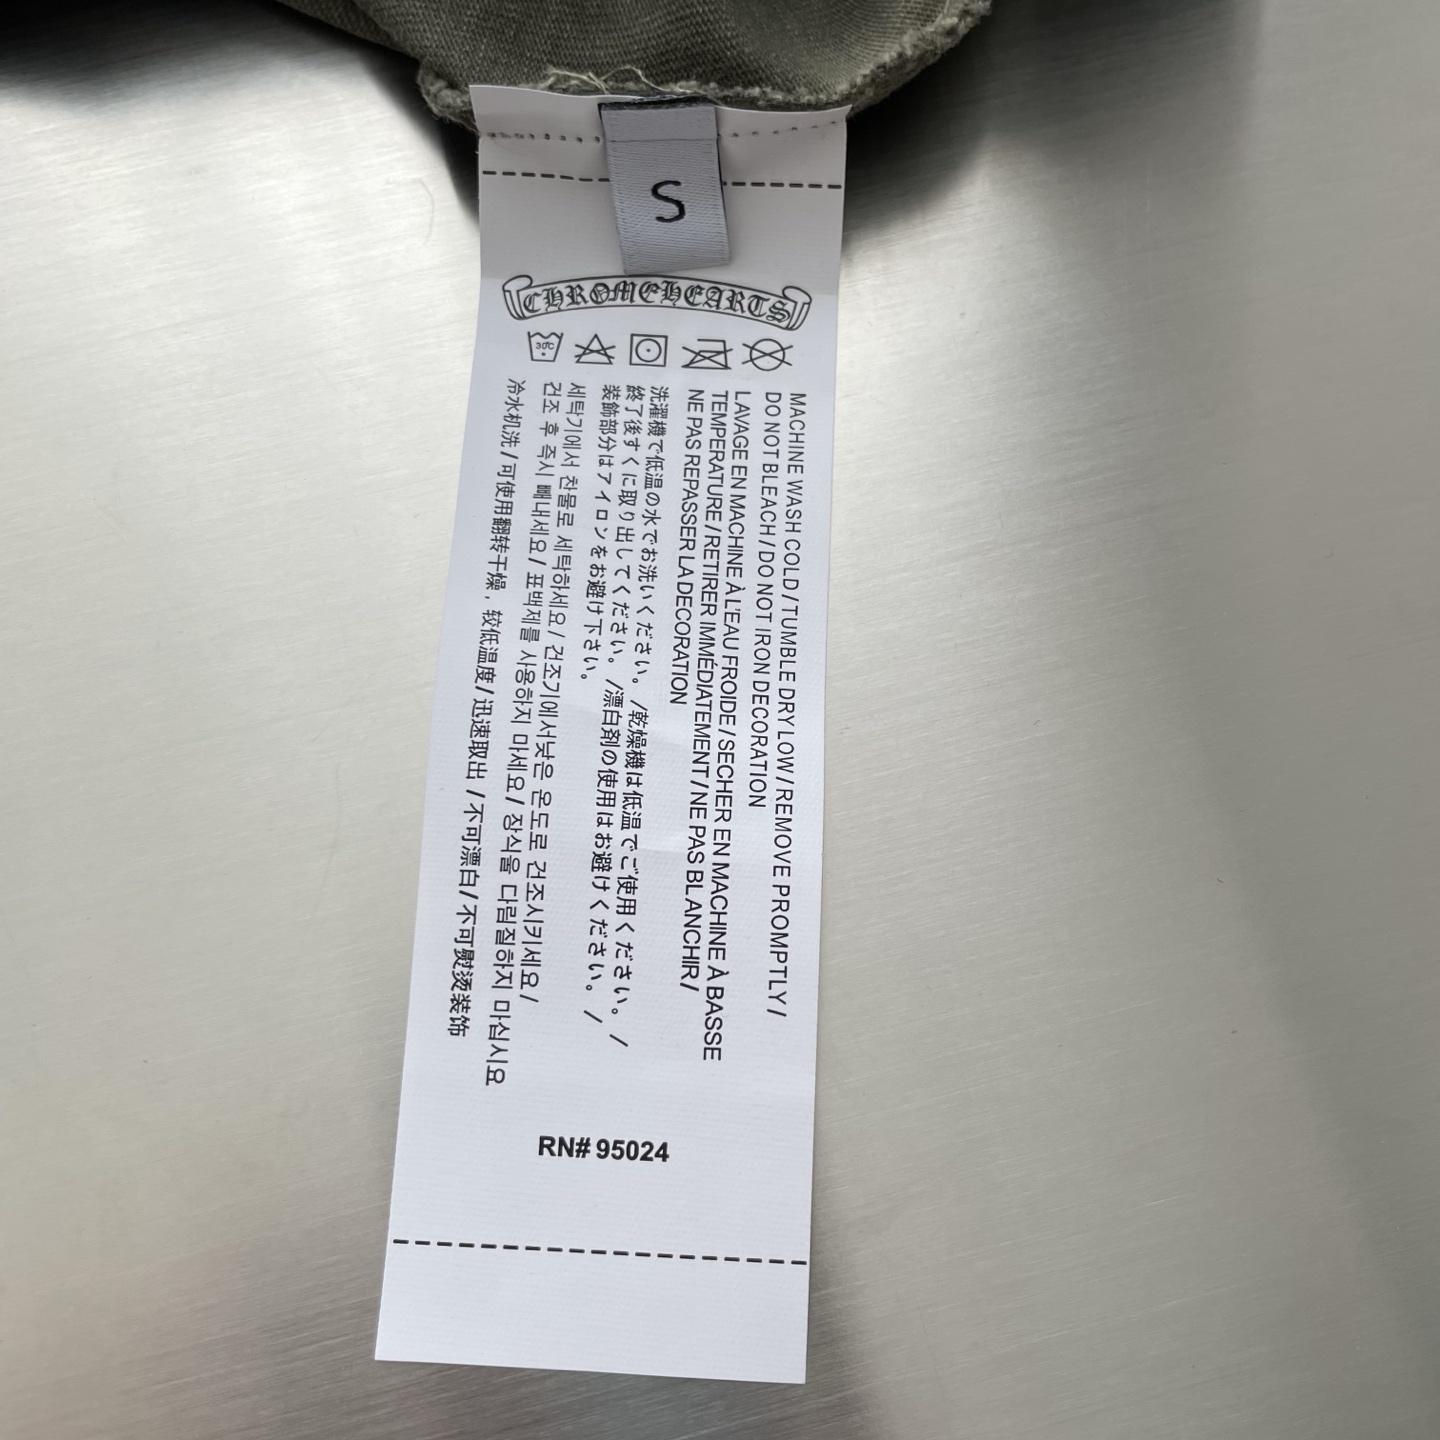 S
CHROMEHEARTS
30C
MACHINE WASH COLD / TUMBLE DRY LOW / REMOVE PROMPTLY /
DO NOT BLEACH / DO NOT IRON DECORATION
LAVAGE EN MACHINE À L'EAU FROIDE / SECHER EN MACHINE À BASSE
TEMPERATURE / RETIRER IMMÉDIATEMENT / NE PAS BLANCHIR /
NE PAS REPASSER LA DECORATION
洗濯機で低温の水でお洗いください。/乾燥機は低温でご使用ください。/
終了後すぐに取り出してください。/漂白剤の使用はお避けください。/
装飾部分はアイロンをお避け下さい。
세탁기에서 찬물로 세탁하세요/ 건조기에서낮은 온도로 건조시키세요/
건조 후 즉시 빼내세요/ 표백제를 사용하지 마세요/ 장식을 다림질하지 마십시요
冷水机洗 / 可使用翻转干燥，较低温度/ 迅速取出 / 不可漂白/ 不可熨烫装饰
RN# 95024